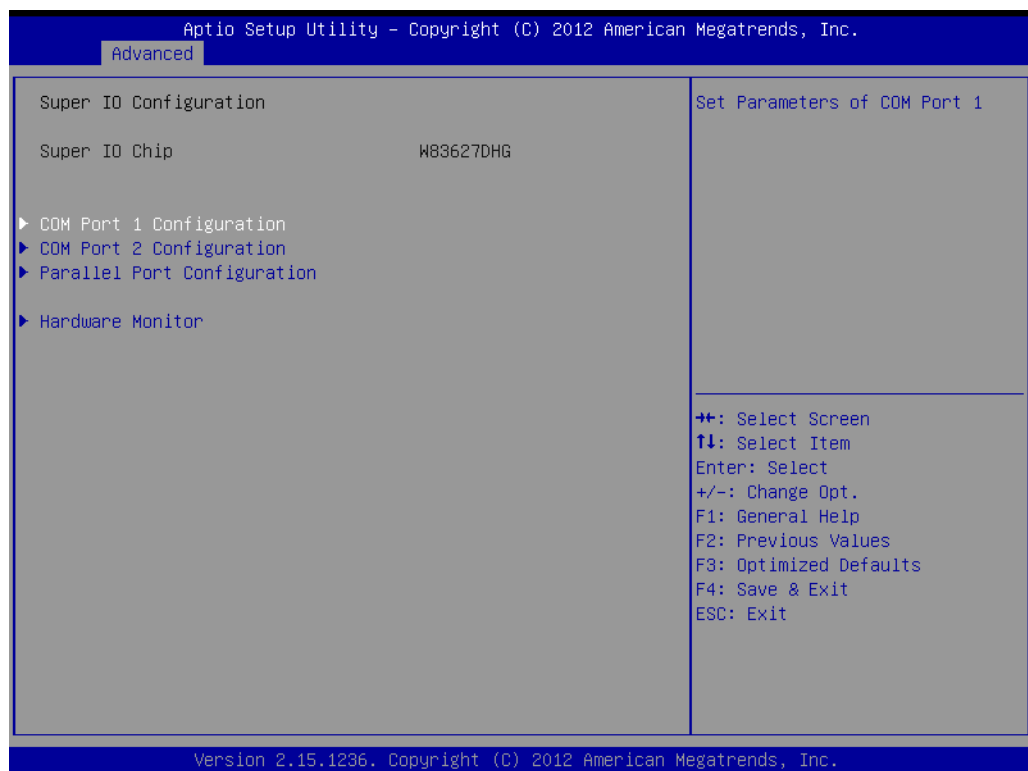 Aptio Setup Utility – Copyright (C) 2012 American Megatrends, Inc.
Advanced
Super IO Configuration
Super IO Chip W83627DHG
COM Port 1 Configuration
COM Port 2 Configuration
Parallel Port Configuration
Hardware Monitor
Set Parameters of COM Port 1
→←: Select Screen
↑↓: Select Item
Enter: Select
+/-: Change Opt.
F1: General Help
F2: Previous Values
F3: Optimized Defaults
F4: Save & Exit
ESC: Exit
Version 2.15.1236. Copyright (C) 2012 American Megatrends, Inc.